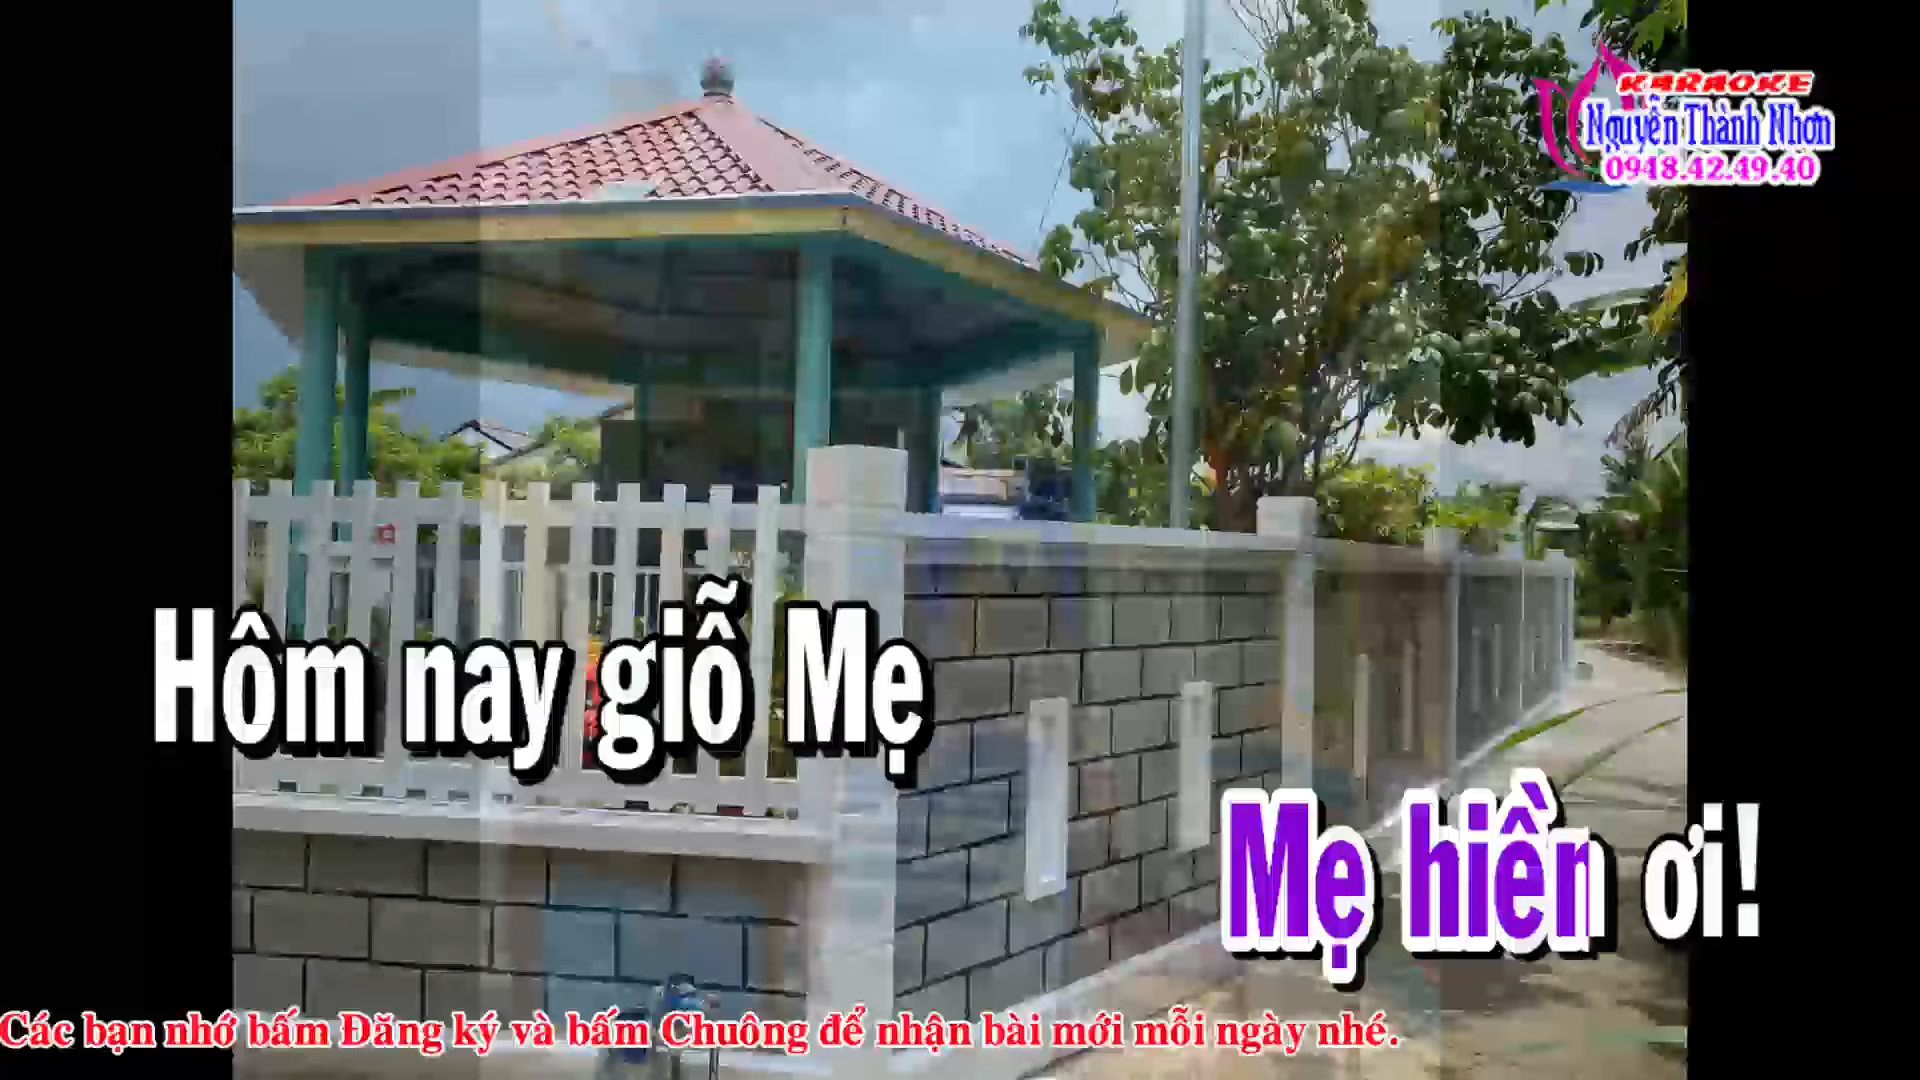 KARAOKE
Nguyễn Thành Nhơn
0948.42.49.40
Hôm nay giỗ Mẹ
Mẹ hiền ơi!
Các bạn nhớ bấm Đăng ký và bấm Chuông để nhận bài mới mỗi ngày nhé.